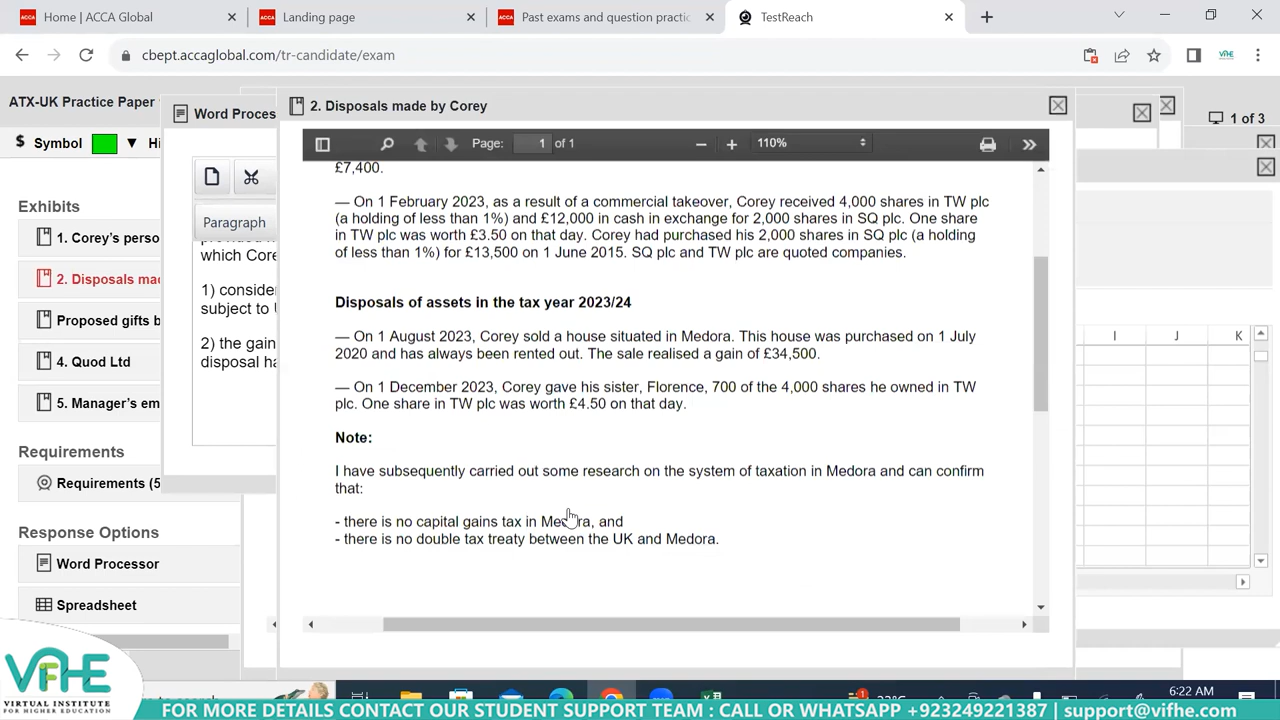 Home | ACCA Global
Landing page
Past exams and question practic
TestReach
cbept.accaglobal.com/tr-candidate/exam
ATX-UK Practice Paper
Symbol
Hi
Word Proces
2. Disposals made by Corey
1 of 3
Page: 1 of 1
110%
Exhibits
1. Corey's perso
2. Disposals mad
Proposed gifts b
4. Quod Ltd
5. Manager's em
Requirements
Requirements (5
Response Options
Word Processor
Spreadsheet
Paragraph
which Core
1) consider
subject to U
2) the gain
disposal ha
£7,400.
— On 1 February 2023, as a result of a commercial takeover, Corey received 4,000 shares in TW plc
(a holding of less than 1%) and £12,000 in cash in exchange for 2,000 shares in SQ plc. One share
in TW plc was worth £3.50 on that day. Corey had purchased his 2,000 shares in SQ plc (a holding
of less than 1%) for £13,500 on 1 June 2015. SQ plc and TW plc are quoted companies.
Disposals of assets in the tax year 2023/24
— On 1 August 2023, Corey sold a house situated in Medora. This house was purchased on 1 July
2020 and has always been rented out. The sale realised a gain of £34,500.
— On 1 December 2023, Corey gave his sister, Florence, 700 of the 4,000 shares he owned in TW
plc. One share in TW plc was worth £4.50 on that day.
Note:
I have subsequently carried out some research on the system of taxation in Medora and can confirm
that:
- there is no capital gains tax in Medora, and
- there is no double tax treaty between the UK and Medora.
I J K
6:22 AM
VFHE
VIRTUAL INSTITUTE
FOR HIGHER EDUCATION
FOR MORE DETAILS CONTACT OUR STUDENT SUPPORT TEAM : CALL OR WHATSAPP +923249221387 | support@vifhe.com